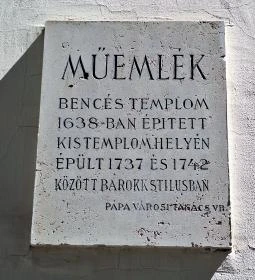 MŰEMLÉK
BENCÉS TEMPLOM
1638-BAN ÉPITETT
KISTEMPLOM HELYÉN
ÉPÜLT 1737 ÉS 1742
KÖZÖTT BAROKK STILUSBAN
PÁPA VÁROSI TANÁCS VB.